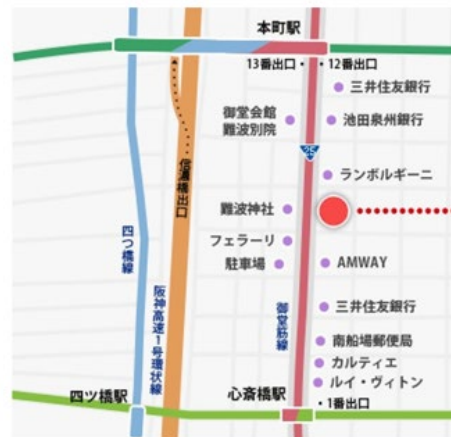 本町駅
13番出口・ ・12番出口
三井住友銀行
御堂会館
難波別院
池田泉州銀行
25
信濃橋出口
ランボルギーニ
難波神社
四つ橋線
フェラーリ
駐車場
AMWAY
阪神高速1号環状線
御堂筋線
三井住友銀行
南船場郵便局
カルティエ
ルイ・ヴィトン
四ツ橋駅
心斎橋駅
・1番出口